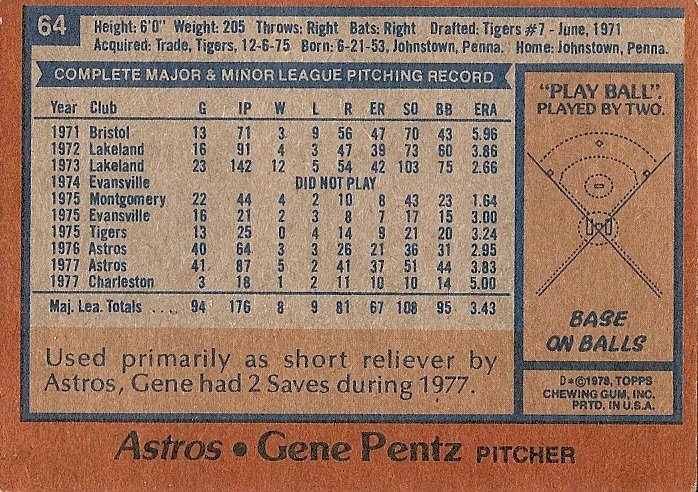 64
Height: 6'0" Weight: 205 Throws: Right Bats: Right Drafted: Tigers #7 - June, 1971
Acquired: Trade, Tigers, 12-6-75 Born: 6-21-53, Johnstown, Penna. Home: Johnstown, Penna.
COMPLETE MAJOR & MINOR LEAGUE PITCHING RECORD
Year Club G IP W L R ER SO BB ERA
1971 Bristol 13 71 3 9 56 47 70 43 5.96
1972 Lakeland 16 91 4 3 47 39 73 60 3.86
1973 Lakeland 23 142 12 5 54 42 103 75 2.66
1974 Evansville DID NOT PLAY
1975 Montgomery 22 44 4 2 10 8 43 23 1.64
1975 Evansville 16 21 2 3 8 7 17 15 3.00
1975 Tigers 13 25 0 4 14 9 21 20 3.24
1976 Astros 40 64 3 3 26 21 36 31 2.95
1977 Astros 41 87 5 2 41 37 51 44 3.83
1977 Charleston 3 18 1 2 11 10 10 14 5.00
Maj. Lea. Totals .... 94 176 8 9 81 67 108 95 3.43
Used primarily as short reliever by
Astros, Gene had 2 Saves during 1977.
"PLAY BALL"
PLAYED BY TWO.
BASE
ON BALLS
D*©1978, TOPPS
CHEWING GUM, INC.
PRTD. IN U.S.A.
Astros • Gene Pentz PITCHER